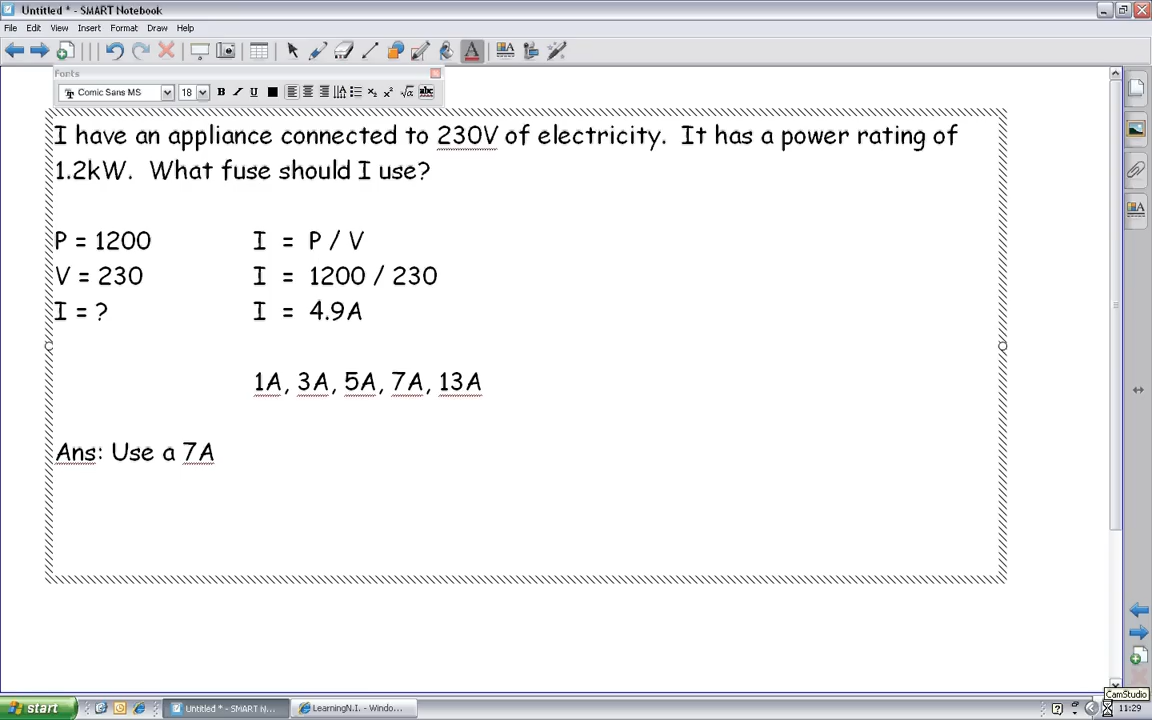 Untitled * - SMART Notebook
File Edit View Insert Format Draw Help
Fonts
Comic Sans MS 18 B I U abc
I have an appliance connected to 230V of electricity. It has a power rating of
1.2kW. What fuse should I use?
P = 1200 I = P / V
V = 230 I = 1200 / 230
I = ? I = 4.9A
1A, 3A, 5A, 7A, 13A
Ans: Use a 7A
CamStudio
start Untitled * - SMART N... LearningN.I. - Windo... 11:29